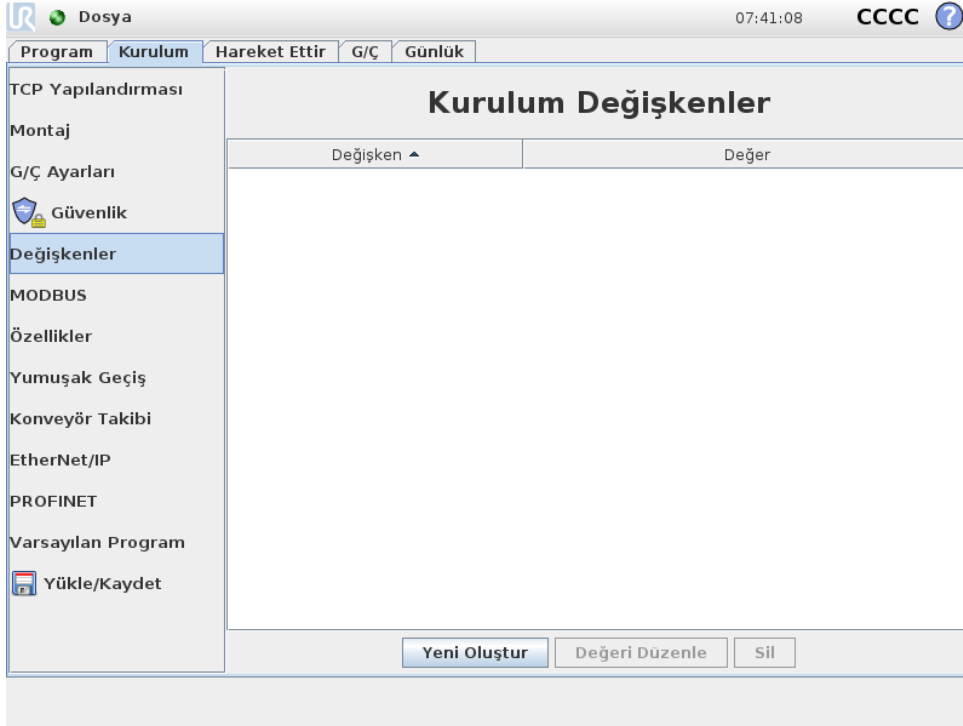 UR Dosya 07:41:08 CCCC ?
Program Kurulum Hareket Ettir G/Ç Günlük
TCP Yapılandırması
Montaj
G/Ç Ayarları
Güvenlik
Değişkenler
MODBUS
Özellikler
Yumuşak Geçiş
Konveyör Takibi
EtherNet/IP
PROFINET
Varsayılan Program
Yükle/Kaydet
Kurulum Değişkenler
Değişken Değer
Yeni Oluştur Değeri Düzenle Sil